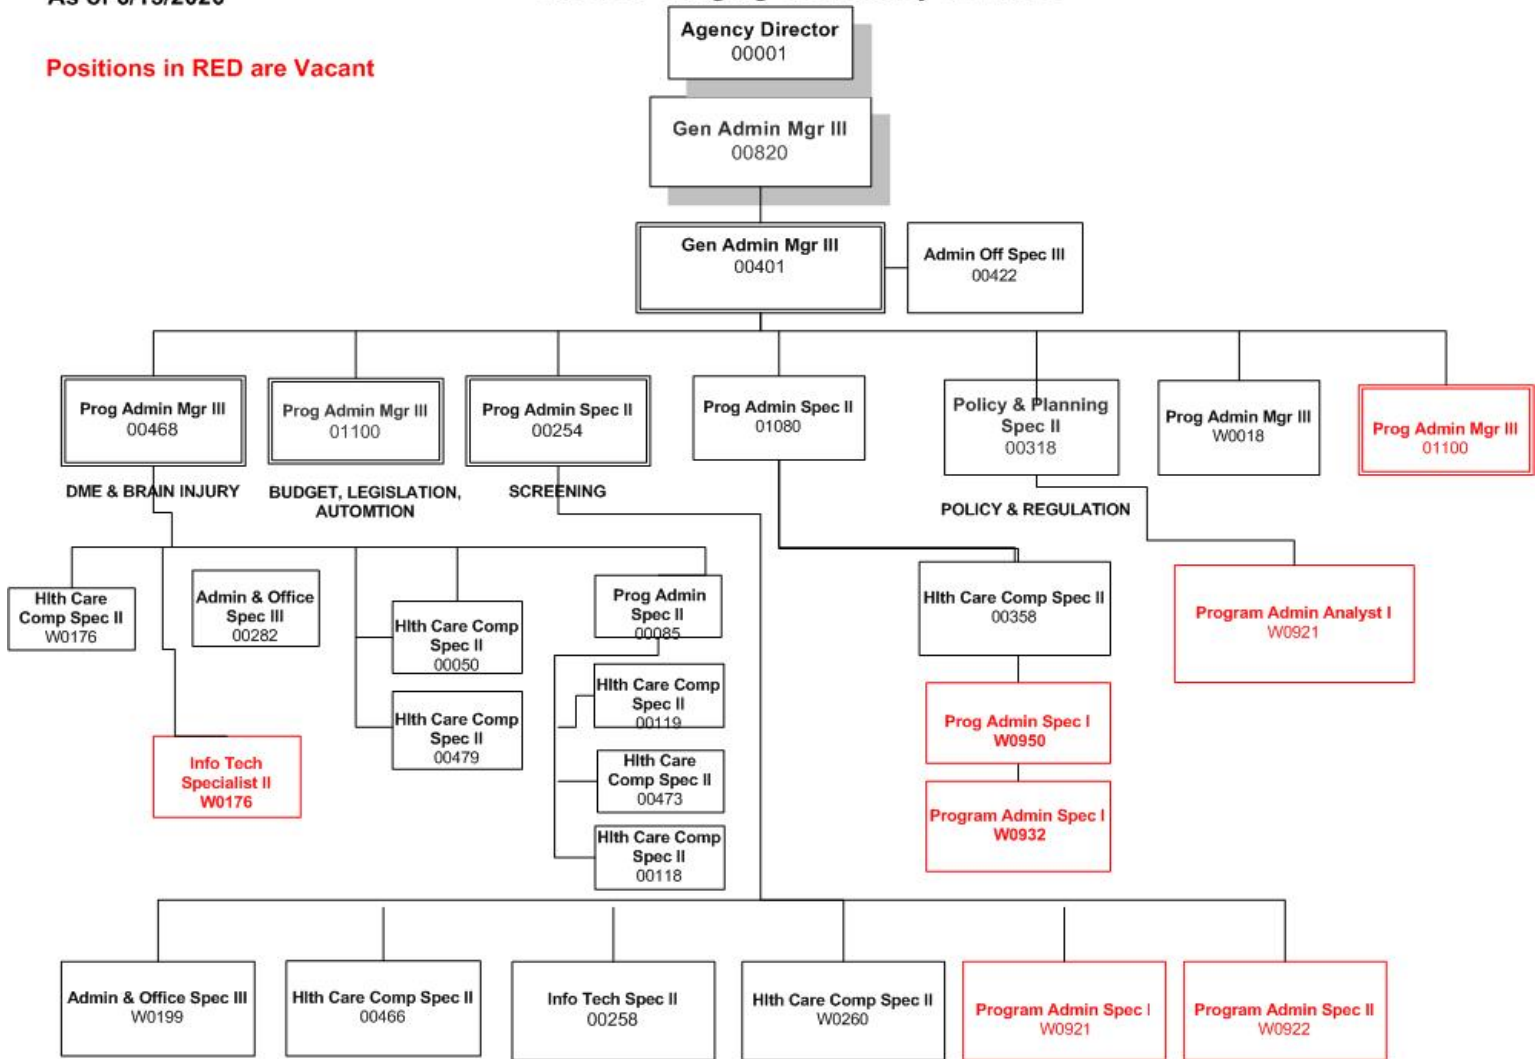 Positions in RED are Vacant
Agency Director
00001
Gen Admin Mgr III
00820
Gen Admin Mgr III
00401
Admin Off Spec III
00422
Prog Admin Mgr III
00468
Prog Admin Mgr III
01100
Prog Admin Spec II
00254
Prog Admin Spec II
01080
Policy & Planning
Spec II
00318
Prog Admin Mgr III
W0018
Prog Admin Mgr III
01100
DME & BRAIN INJURY
BUDGET, LEGISLATION,
AUTOMTION
SCREENING
POLICY & REGULATION
Hlth Care
Comp Spec II
W0176
Admin & Office
Spec III
00282
Hlth Care Comp
Spec II
00050
Hlth Care Comp
Spec II
00479
Info Tech
Specialist II
W0176
Prog Admin
Spec II
00085
Hlth Care Comp
Spec II
00119
Hlth Care
Comp Spec II
00473
Hlth Care Comp
Spec II
00118
Hlth Care Comp Spec II
00358
Prog Admin Spec I
W0950
Program Admin Spec I
W0932
Program Admin Analyst I
W0921
Admin & Office Spec III
W0199
Hlth Care Comp Spec II
00466
Info Tech Spec II
00258
Hlth Care Comp Spec II
W0260
Program Admin Spec I
W0921
Program Admin Spec II
W0922